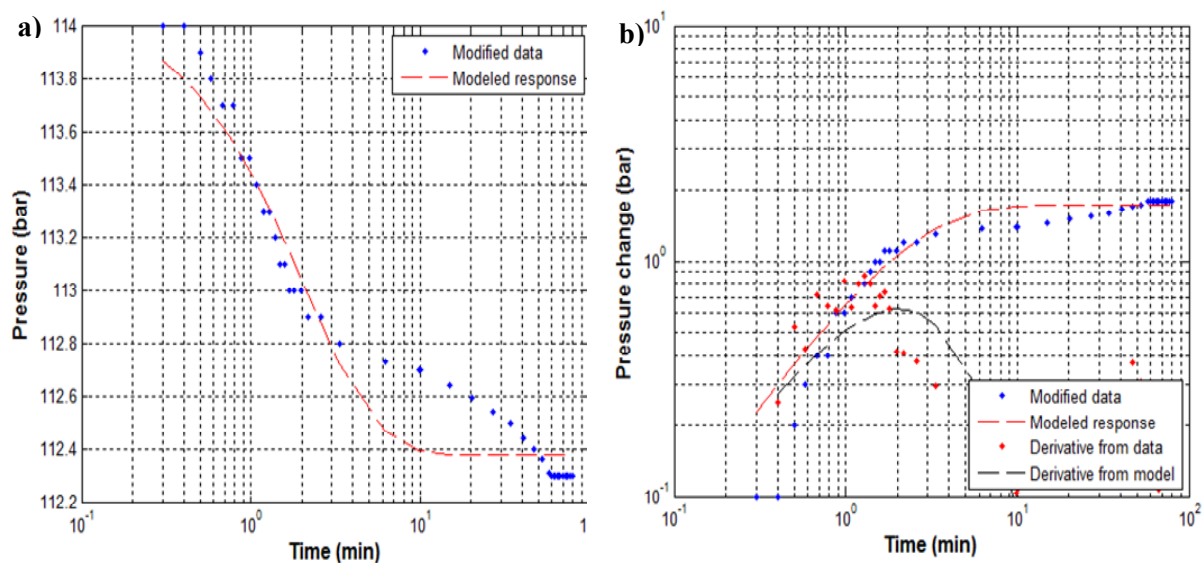 a)
114
113.8
113.6
113.4
113.2
113
112.8
112.6
112.4
112.2
Pressure (bar)
10-1
100
101
1
Time (min)
Modified data
Modeled response
b)
101
100
10-1
Pressure change (bar)
10-1
100
101
102
Time (min)
Modified data
Modeled response
Derivative from data
Derivative from model